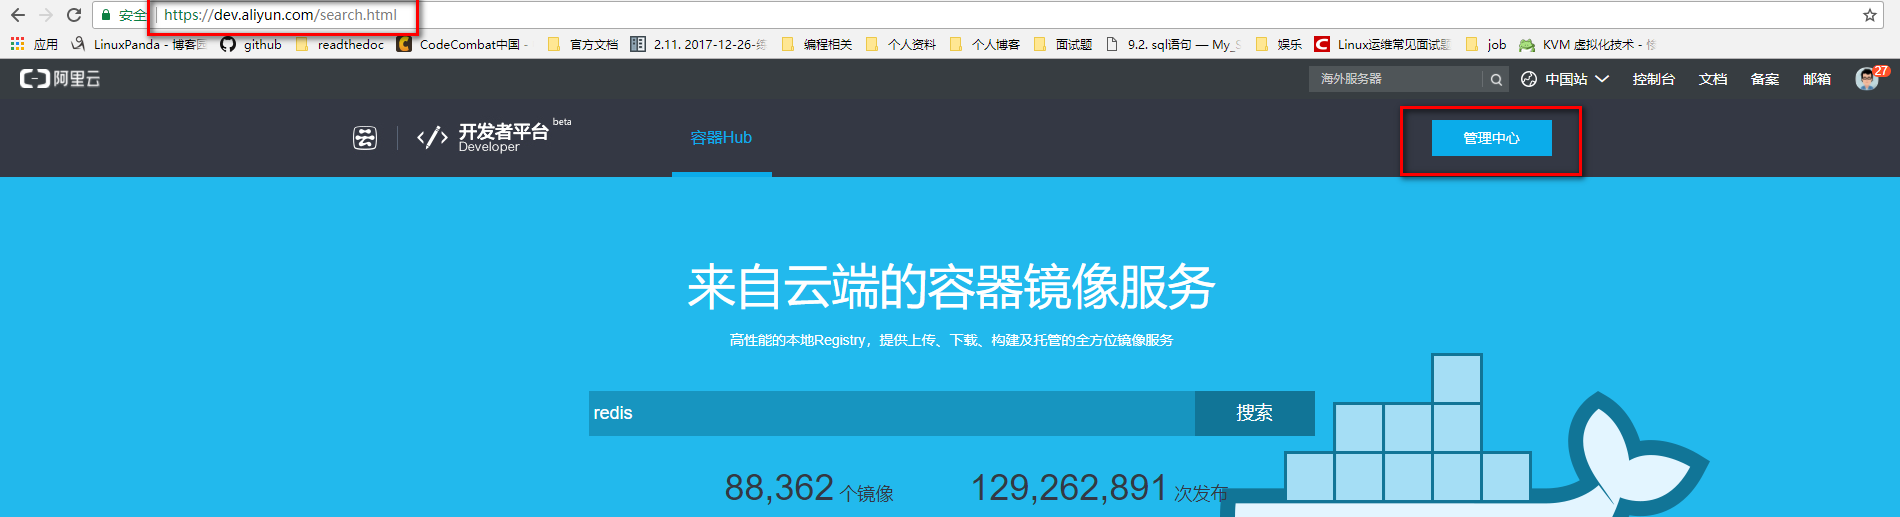 安全 https://dev.aliyun.com/search.html
应用 LinuxPanda - 博客园 github readthedoc CodeCombat中国 - 官方文档 2.11. 2017-12-26- 编程相关 个人资料 个人博客 面试题 9.2. sql语句 — My_S 娱乐 Linux运维常见面试题 job KVM 虚拟化技术 -
阿里云 海外服务器 中国站 控制台 文档 备案 邮箱 27
开发者平台 beta
Developer
容器Hub
管理中心
来自云端的容器镜像服务
高性能的本地Registry，提供上传、下载、构建及托管的全方位镜像服务
redis 搜索
88,362 个镜像 129,262,891 次发布